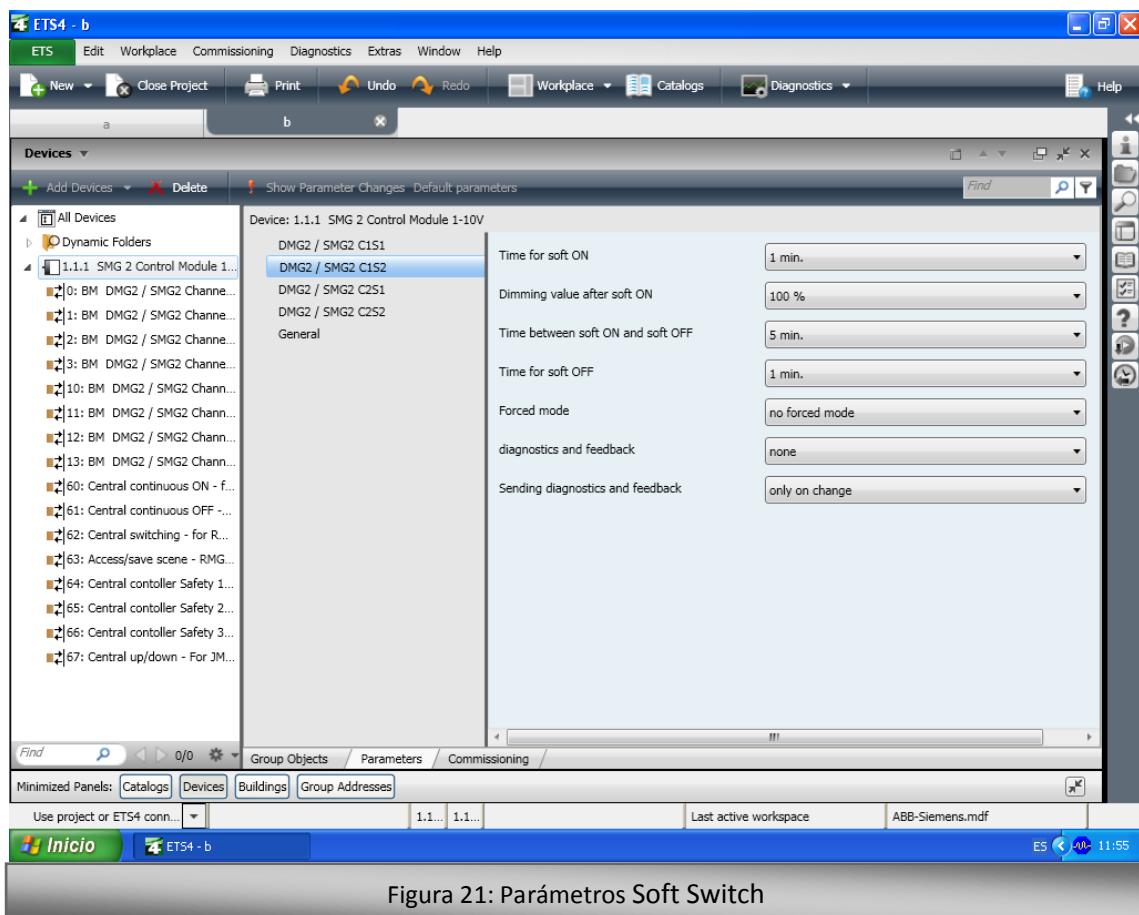 ETS4 - b
ETS Edit Workplace Commissioning Diagnostics Extras Window Help
New Close Project Print Undo Redo Workplace Catalogs Diagnostics Help
a b
Devices
Add Devices Delete Show Parameter Changes Default parameters Find
All Devices
Dynamic Folders
1.1.1 SMG 2 Control Module 1...
0: BM DMG2 / SMG2 Channe...
1: BM DMG2 / SMG2 Channe...
2: BM DMG2 / SMG2 Channe...
3: BM DMG2 / SMG2 Channe...
10: BM DMG2 / SMG2 Chann...
11: BM DMG2 / SMG2 Chann...
12: BM DMG2 / SMG2 Chann...
13: BM DMG2 / SMG2 Chann...
60: Central continuous ON - f...
61: Central continuous OFF -...
62: Central switching - for R...
63: Access/save scene - RMG...
64: Central contoller Safety 1...
65: Central contoller Safety 2...
66: Central contoller Safety 3...
67: Central up/down - For JM...
Find 0/0
Device: 1.1.1 SMG 2 Control Module 1-10V
DMG2 / SMG2 C1S1
DMG2 / SMG2 C1S2
DMG2 / SMG2 C2S1
DMG2 / SMG2 C2S2
General
Time for soft ON 1 min.
Dimming value after soft ON 100 %
Time between soft ON and soft OFF 5 min.
Time for soft OFF 1 min.
Forced mode no forced mode
diagnostics and feedback none
Sending diagnostics and feedback only on change
Group Objects Parameters Commissioning
Minimized Panels: Catalogs Devices Buildings Group Addresses
Use project or ETS4 conn... 1.1... 1.1... Last active workspace ABB-Siemens.mdf
Inicio ETS4 - b ES 11:55
Figura 21: Parámetros Soft Switch